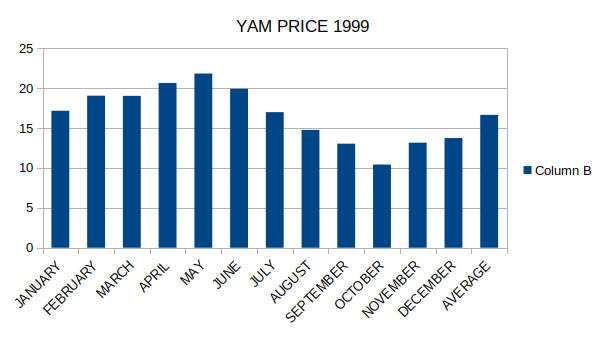 YAM PRICE 1999
25
20
15
10
5
0
Column B
JANUARY
FEBRUARY
MARCH
APRIL
MAY
JUNE
JULY
AUGUST
SEPTEMBER
OCTOBER
NOVEMBER
DECEMBER
AVERAGE